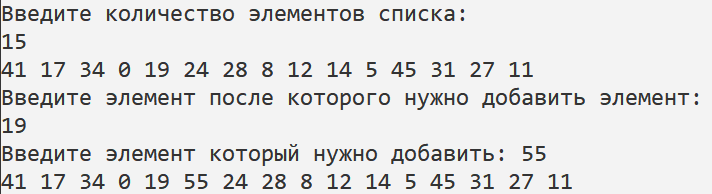 Введите количество элементов списка:
15
41 17 34 0 19 24 28 8 12 14 5 45 31 27 11
Введите элемент после которого нужно добавить элемент:
19
Введите элемент который нужно добавить: 55
41 17 34 0 19 55 24 28 8 12 14 5 45 31 27 11